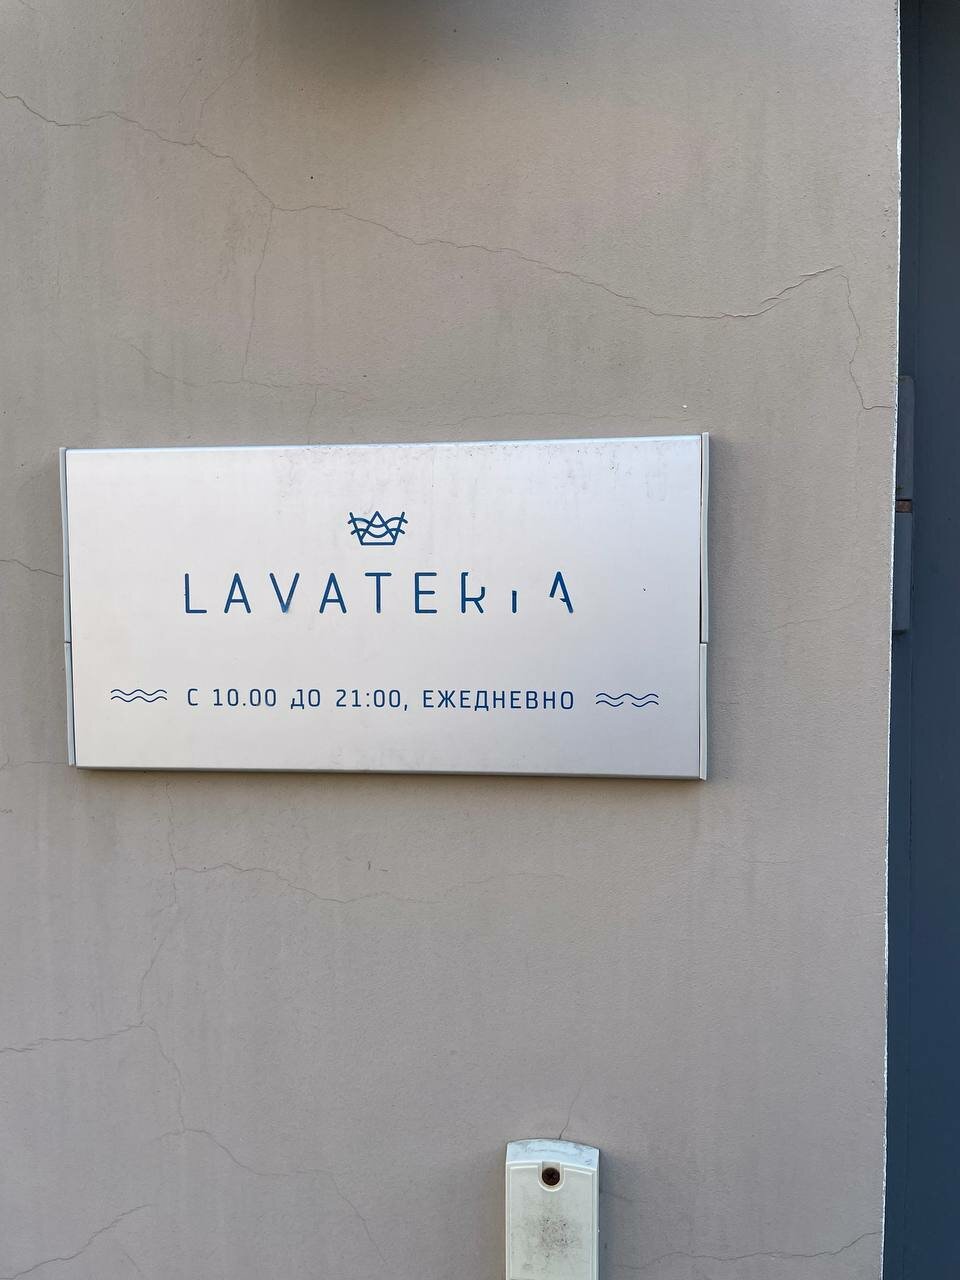 LAVATERIA
С 10.00 ДО 21:00, ЕЖЕДНЕВНО